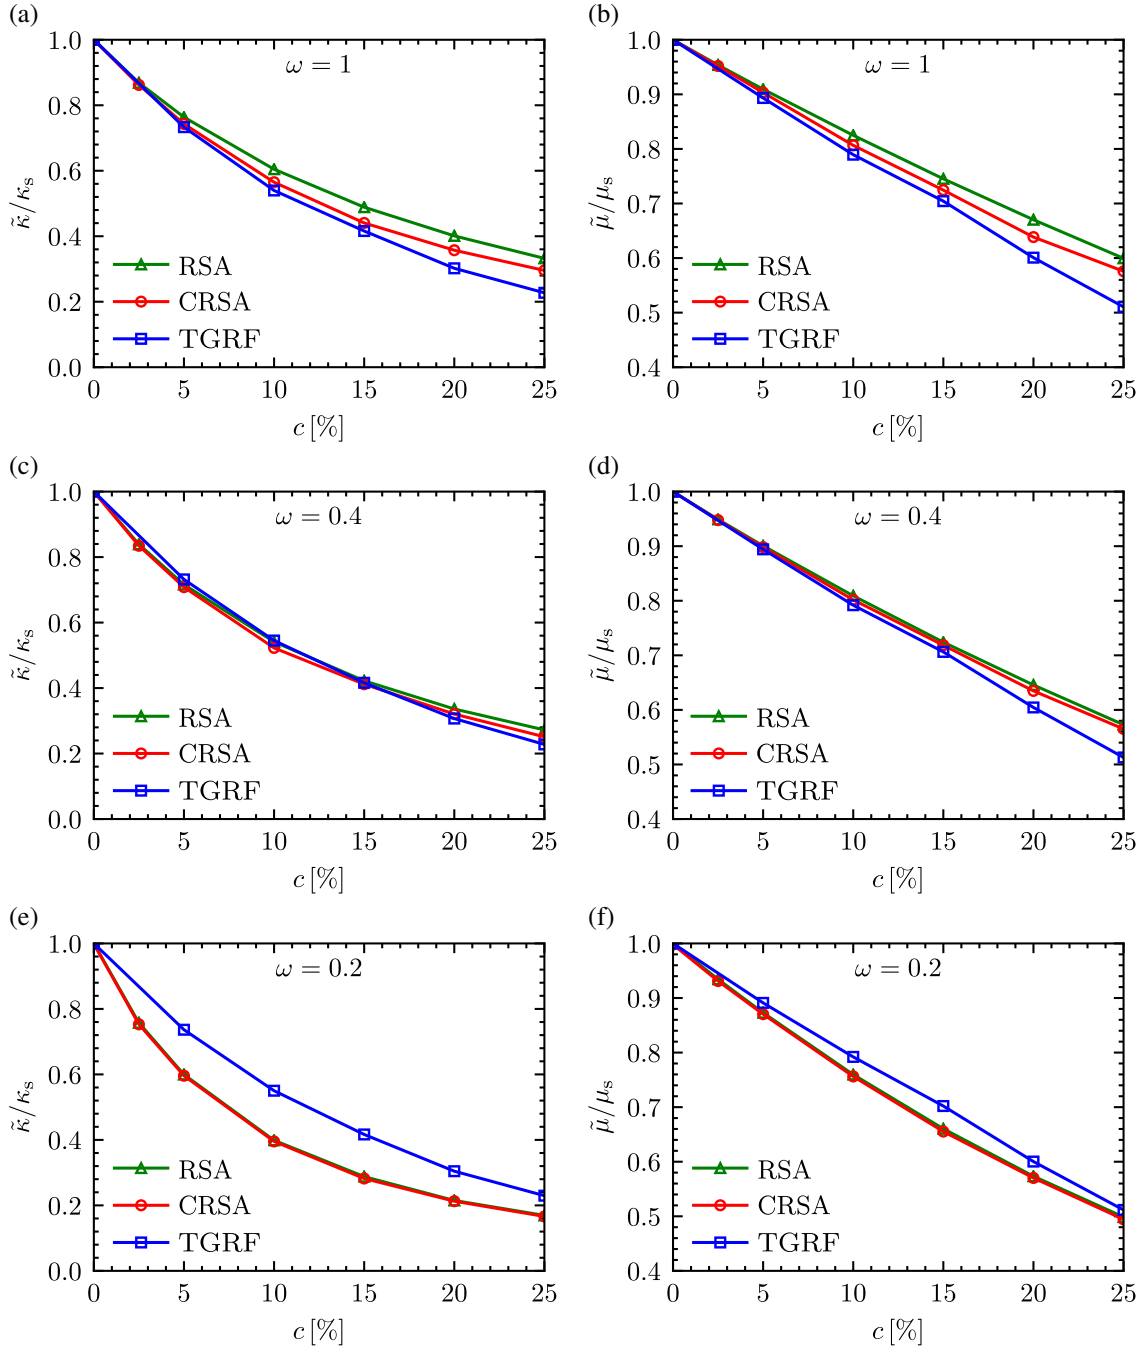 (a)
1.0
0.8
0.6
0.4
0.2
0.0
κ̃/κₛ
ω = 1
RSA
CRSA
TGRF
0 5 10 15 20 25
c [%]
(b)
1.0
0.9
0.8
0.7
0.6
0.5
0.4
μ̃/μₛ
ω = 1
RSA
CRSA
TGRF
0 5 10 15 20 25
c [%]
(c)
1.0
0.8
0.6
0.4
0.2
0.0
κ̃/κₛ
ω = 0.4
RSA
CRSA
TGRF
0 5 10 15 20 25
c [%]
(d)
1.0
0.9
0.8
0.7
0.6
0.5
0.4
μ̃/μₛ
ω = 0.4
RSA
CRSA
TGRF
0 5 10 15 20 25
c [%]
(e)
1.0
0.8
0.6
0.4
0.2
0.0
κ̃/κₛ
ω = 0.2
RSA
CRSA
TGRF
0 5 10 15 20 25
c [%]
(f)
1.0
0.9
0.8
0.7
0.6
0.5
0.4
μ̃/μₛ
ω = 0.2
RSA
CRSA
TGRF
0 5 10 15 20 25
c [%]